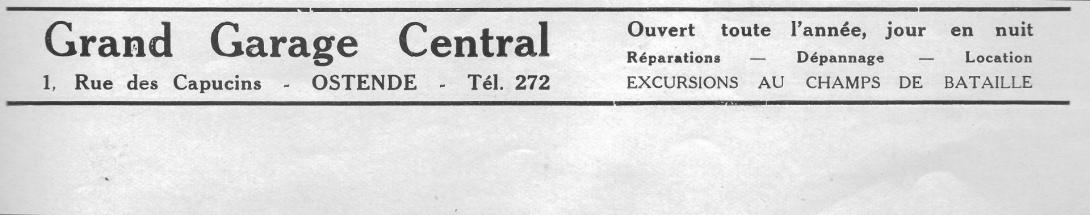 Grand Garage Central
1, Rue des Capucins - OSTENDE - Tél. 272
Ouvert toute l'année, jour en nuit
Réparations — Dépannage — Location
EXCURSIONS AU CHAMPS DE BATAILLE